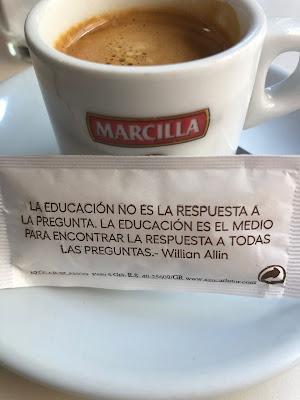 MARCILLA
LA EDUCACIÓN NO ES LA RESPUESTA A
LA PREGUNTA. LA EDUCACIÓN ES EL MEDIO
PARA ENCONTRAR LA RESPUESTA A TODAS
LAS PREGUNTAS.- Willian Allin